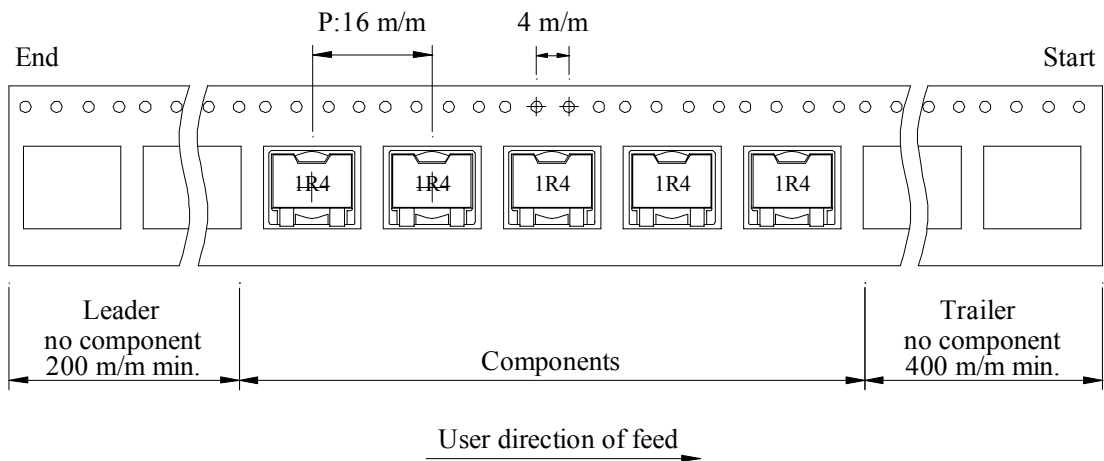 P:16 m/m
4 m/m
End
Start
1R4
1R4
1R4
1R4
1R4
Leader
no component
200 m/m min.
Components
Trailer
no component
400 m/m min.
User direction of feed